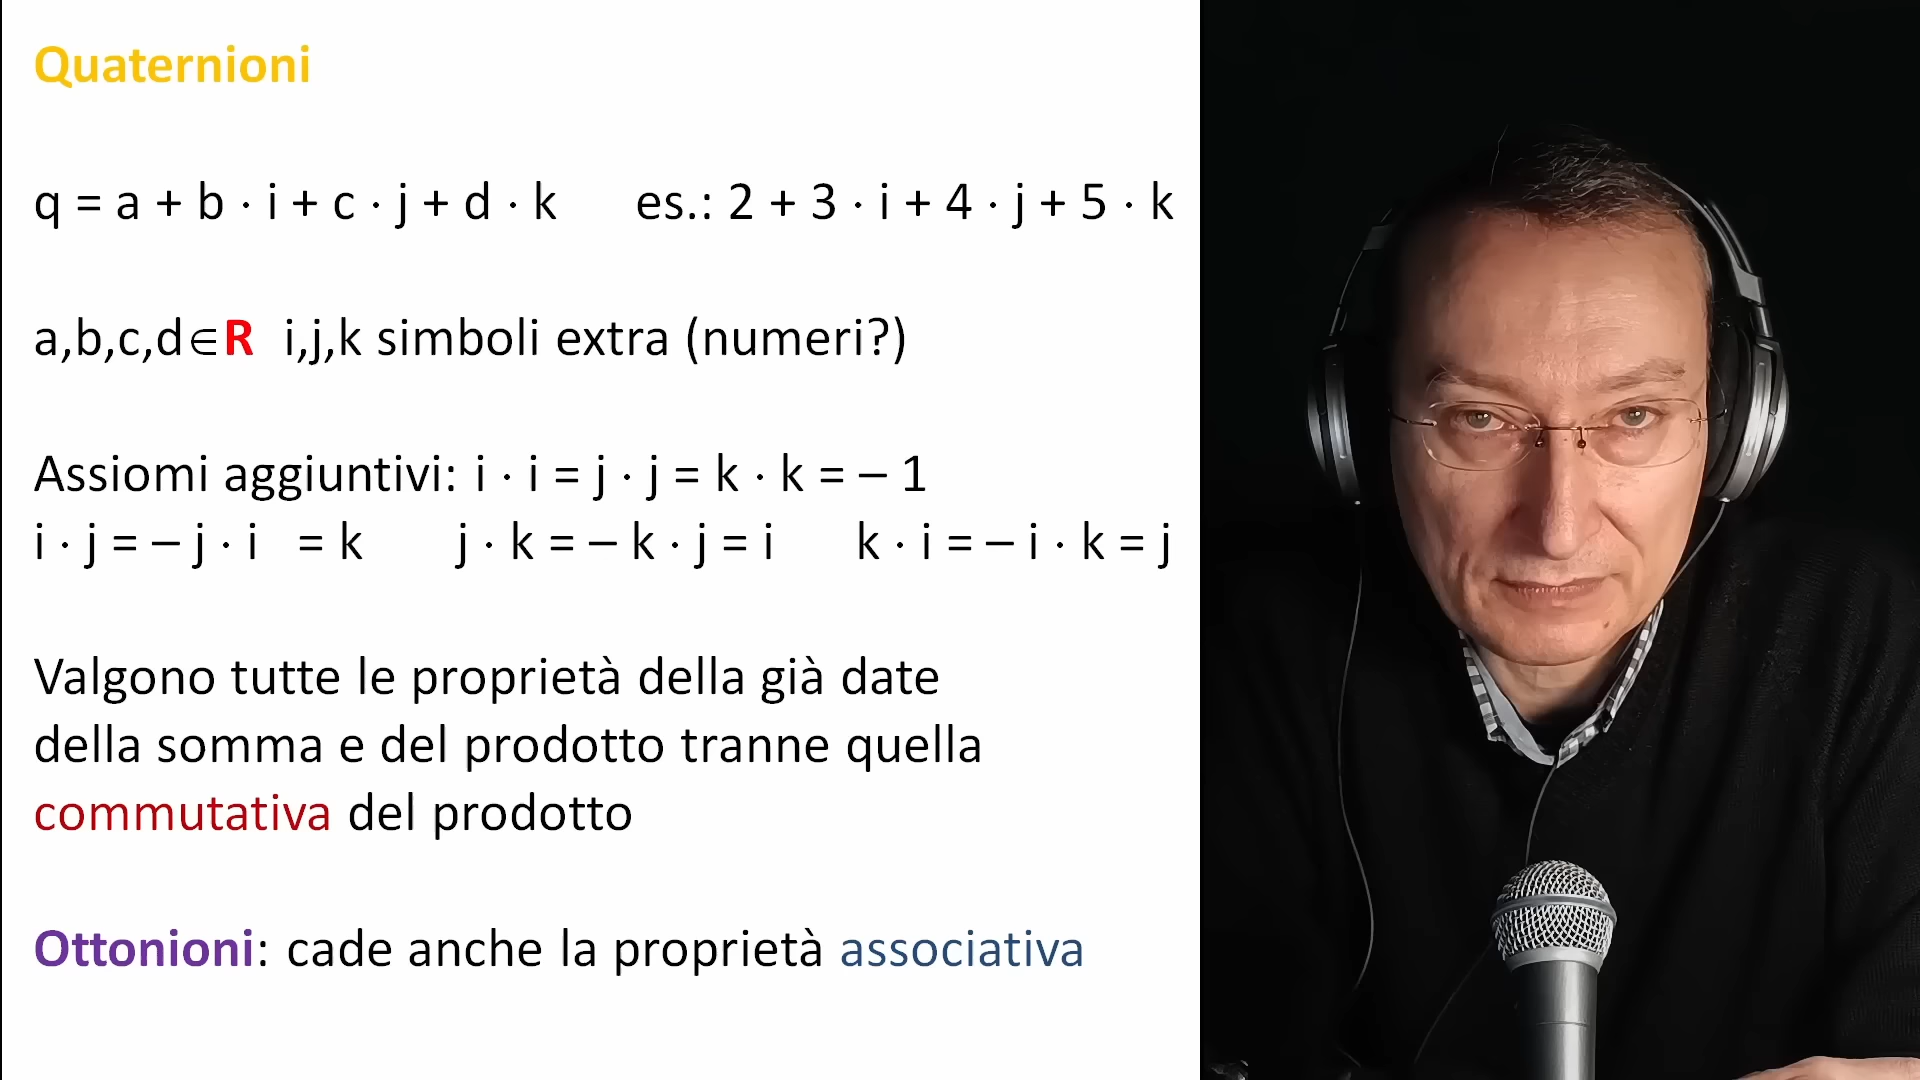 Quaternioni
q = a + b · i + c · j + d · k es.: 2 + 3 · i + 4 · j + 5 · k
a,b,c,d∈R i,j,k simboli extra (numeri?)
Assiomi aggiuntivi: i · i = j · j = k · k = – 1
i · j = – j · i = k j · k = – k · j = i k · i = – i · k = j
Valgono tutte le proprietà della già date
della somma e del prodotto tranne quella
commutativa del prodotto
Ottonioni: cade anche la proprietà associativa